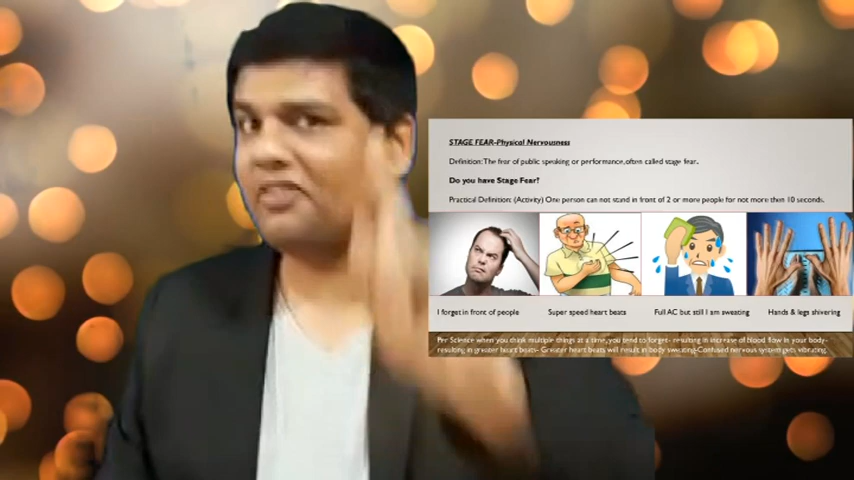 STAGE FEAR-Physical Nervousness
Definition: The fear of public speaking or performance,often called stage fear.
Do you have Stage Fear?
Practical Definition: (Activity) One person can not stand in front of 2 or more people for not more then 10 seconds.
I forget in front of people
Super speed heart beats
Full AC but still I am sweating
Hands & legs shivering
Per Science when you think multiple things at a time,you tend to forget- resulting in increase of blood flow in your body-
resulting in greater heart beats- Greater heart beats will result in body sweating-Confused nervous system gets vibrating.